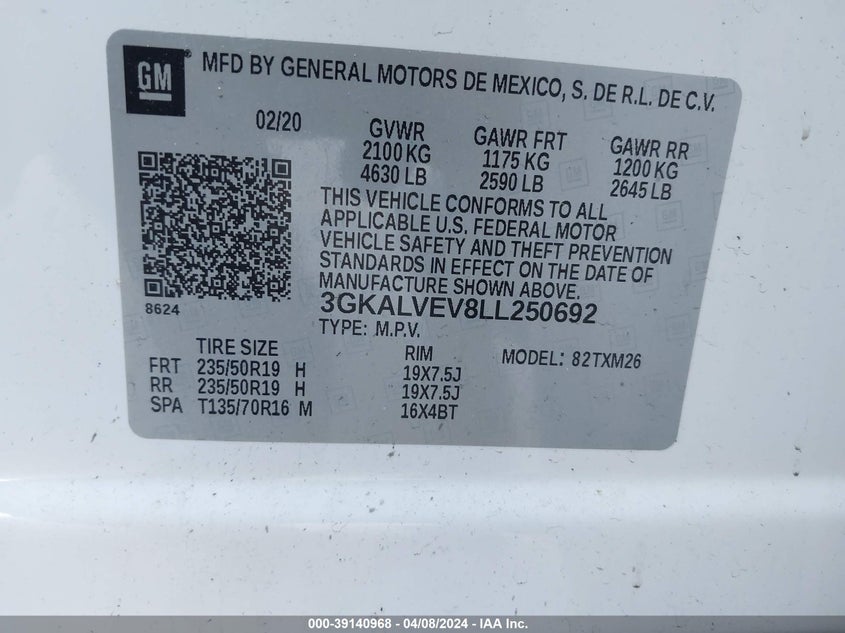 GM
MFD BY GENERAL MOTORS DE MEXICO, S. DE R.L. DE C.V.
02/20 GVWR GAWR FRT GAWR RR
2100 KG 1175 KG 1200 KG
4630 LB 2590 LB 2645 LB
THIS VEHICLE CONFORMS TO ALL
APPLICABLE U.S. FEDERAL MOTOR
VEHICLE SAFETY AND THEFT PREVENTION
STANDARDS IN EFFECT ON THE DATE OF
MANUFACTURE SHOWN ABOVE.
8624
3GKALVEV8LL250692
TYPE: M.P.V.
TIRE SIZE RIM MODEL: 82TXM26
FRT 235/50R19 H 19X7.5J
RR 235/50R19 H 19X7.5J
SPA T135/70R16 M 16X4BT
000-39140968 - 04/08/2024 - IAA Inc.